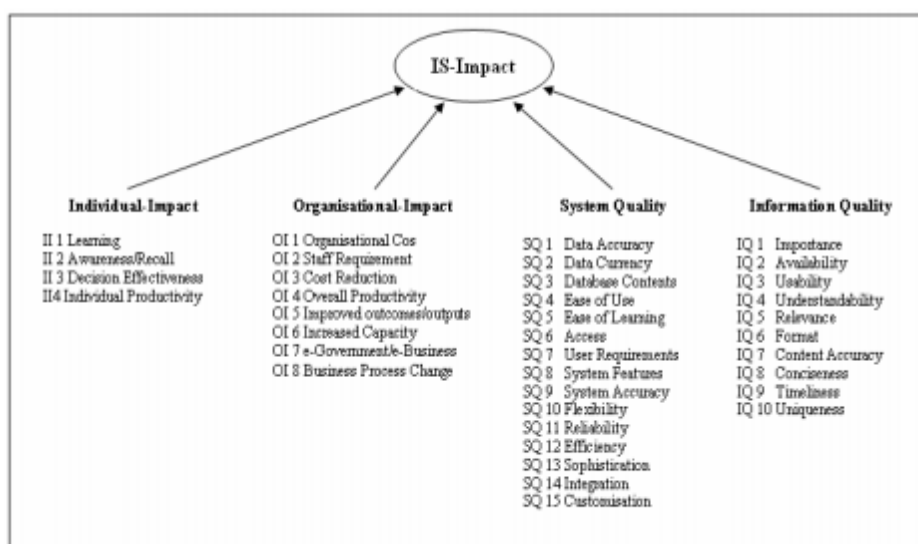 IS-Impact
Individual-Impact
II 1 Learning
II 2 Awareness/Recall
II 3 Decision Effectiveness
II4 Individual Productivity
Organisational-Impact
OI 1 Organisational Cos
OI 2 Staff Requirement
OI 3 Cost Reduction
OI 4 Overall Productivity
OI 5 Improved outcomes/outputs
OI 6 Increased Capacity
OI 7 e-Government/e-Business
OI 8 Business Process Change
System Quality
SQ 1 Data Accuracy
SQ 2 Data Currency
SQ 3 Database Contents
SQ 4 Ease of Use
SQ 5 Ease of Learning
SQ 6 Access
SQ 7 User Requirements
SQ 8 System Features
SQ 9 System Accuracy
SQ 10 Flexibility
SQ 11 Reliability
SQ 12 Efficiency
SQ 13 Sophistication
SQ 14 Integration
SQ 15 Customisation
Information Quality
IQ 1 Importance
IQ 2 Availability
IQ 3 Usability
IQ 4 Understandability
IQ 5 Relevance
IQ 6 Format
IQ 7 Content Accuracy
IQ 8 Conciseness
IQ 9 Timeliness
IQ 10 Uniqueness